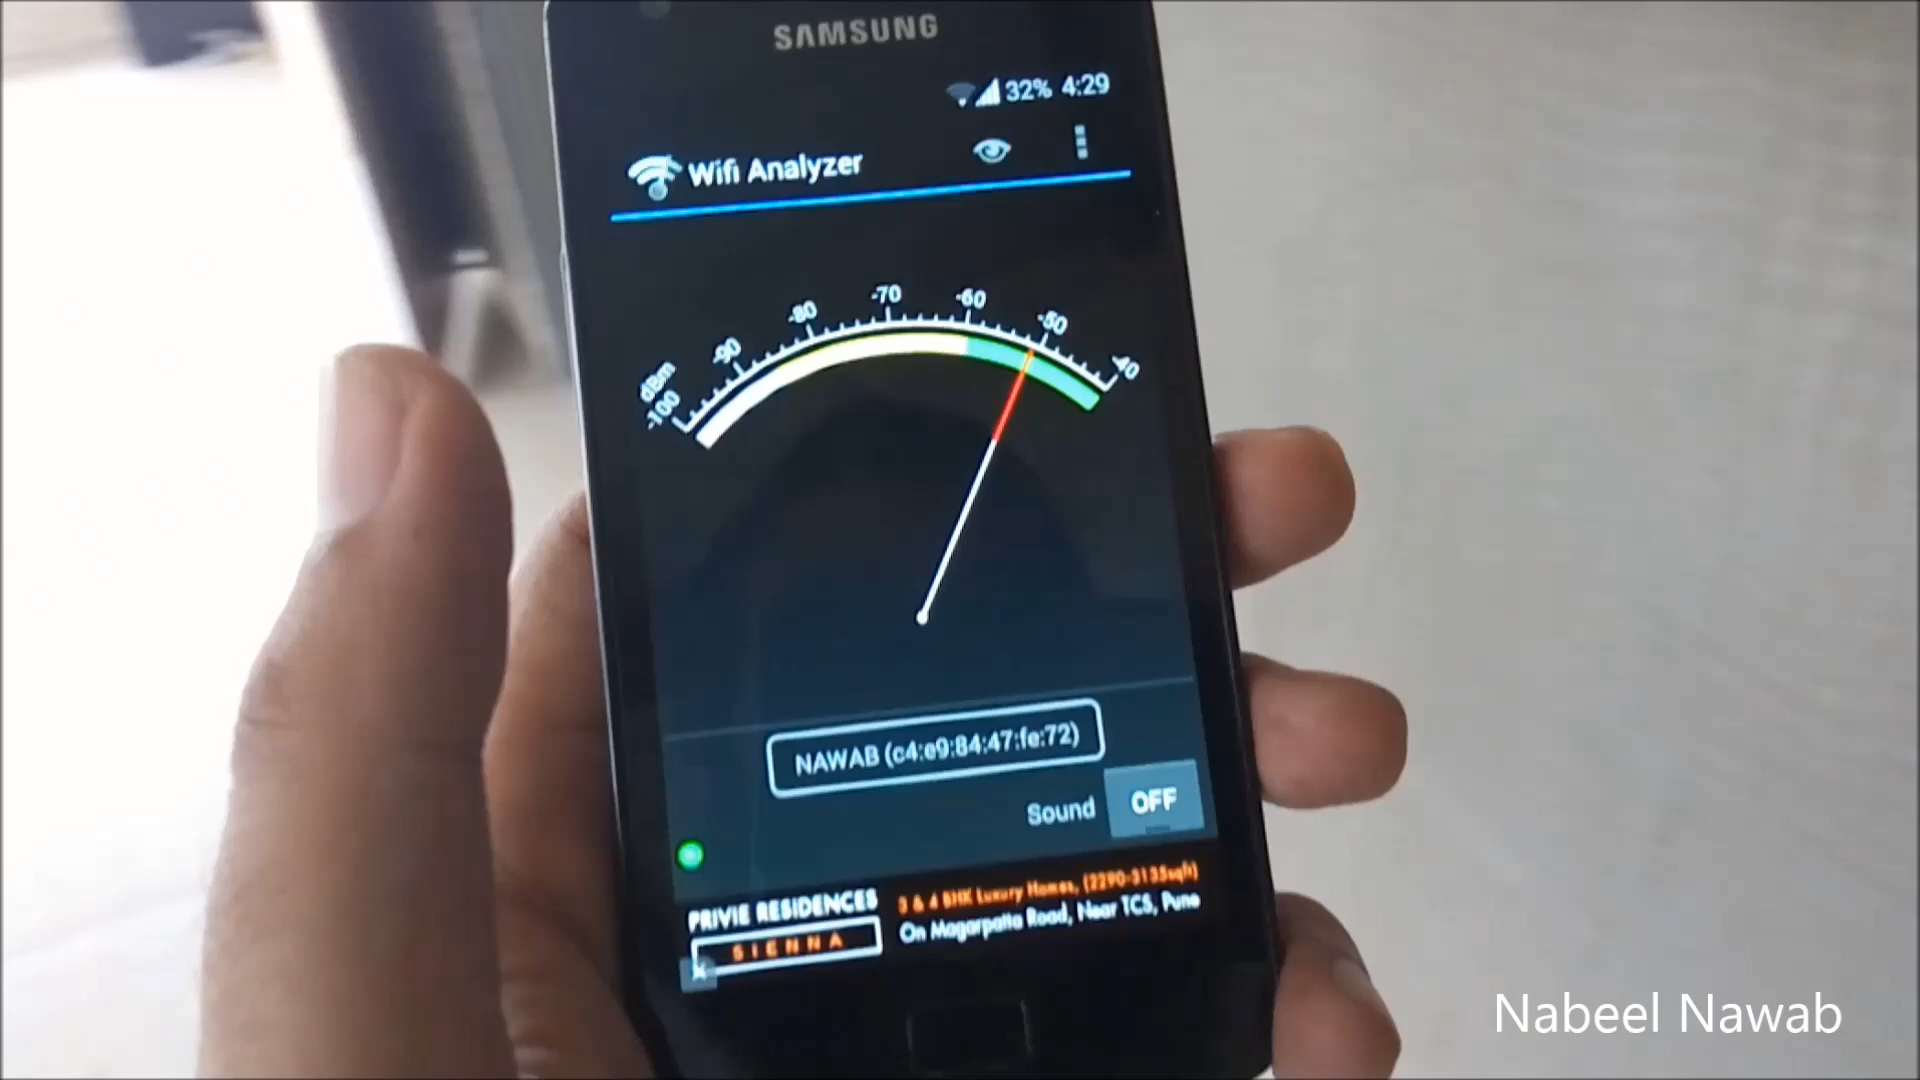 SAMSUNG
32% 4:29
Wifi Analyzer
dBm
-100 -90 -80 -70 -60 -50 -40
NAWAB (c4:e9:84:47:fe:72)
Sound OFF
PRIVIE RESIDENCES
SIENNA
3 & 4 BHK Luxury Homes, (2290-3135sqft)
On Magarpatta Road, Near TCS, Pune
Nabeel Nawab